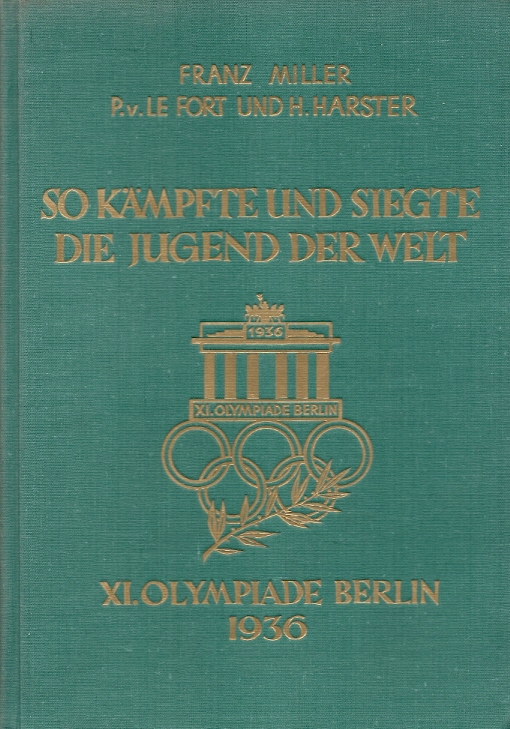 FRANZ MILLER
P.v. LE FORT UND H. HARSTER
SO KÄMPFTE UND SIEGTE
DIE JUGEND DER WELT
1936
XI. OLYMPIADE BERLIN
XI. OLYMPIADE BERLIN
1936